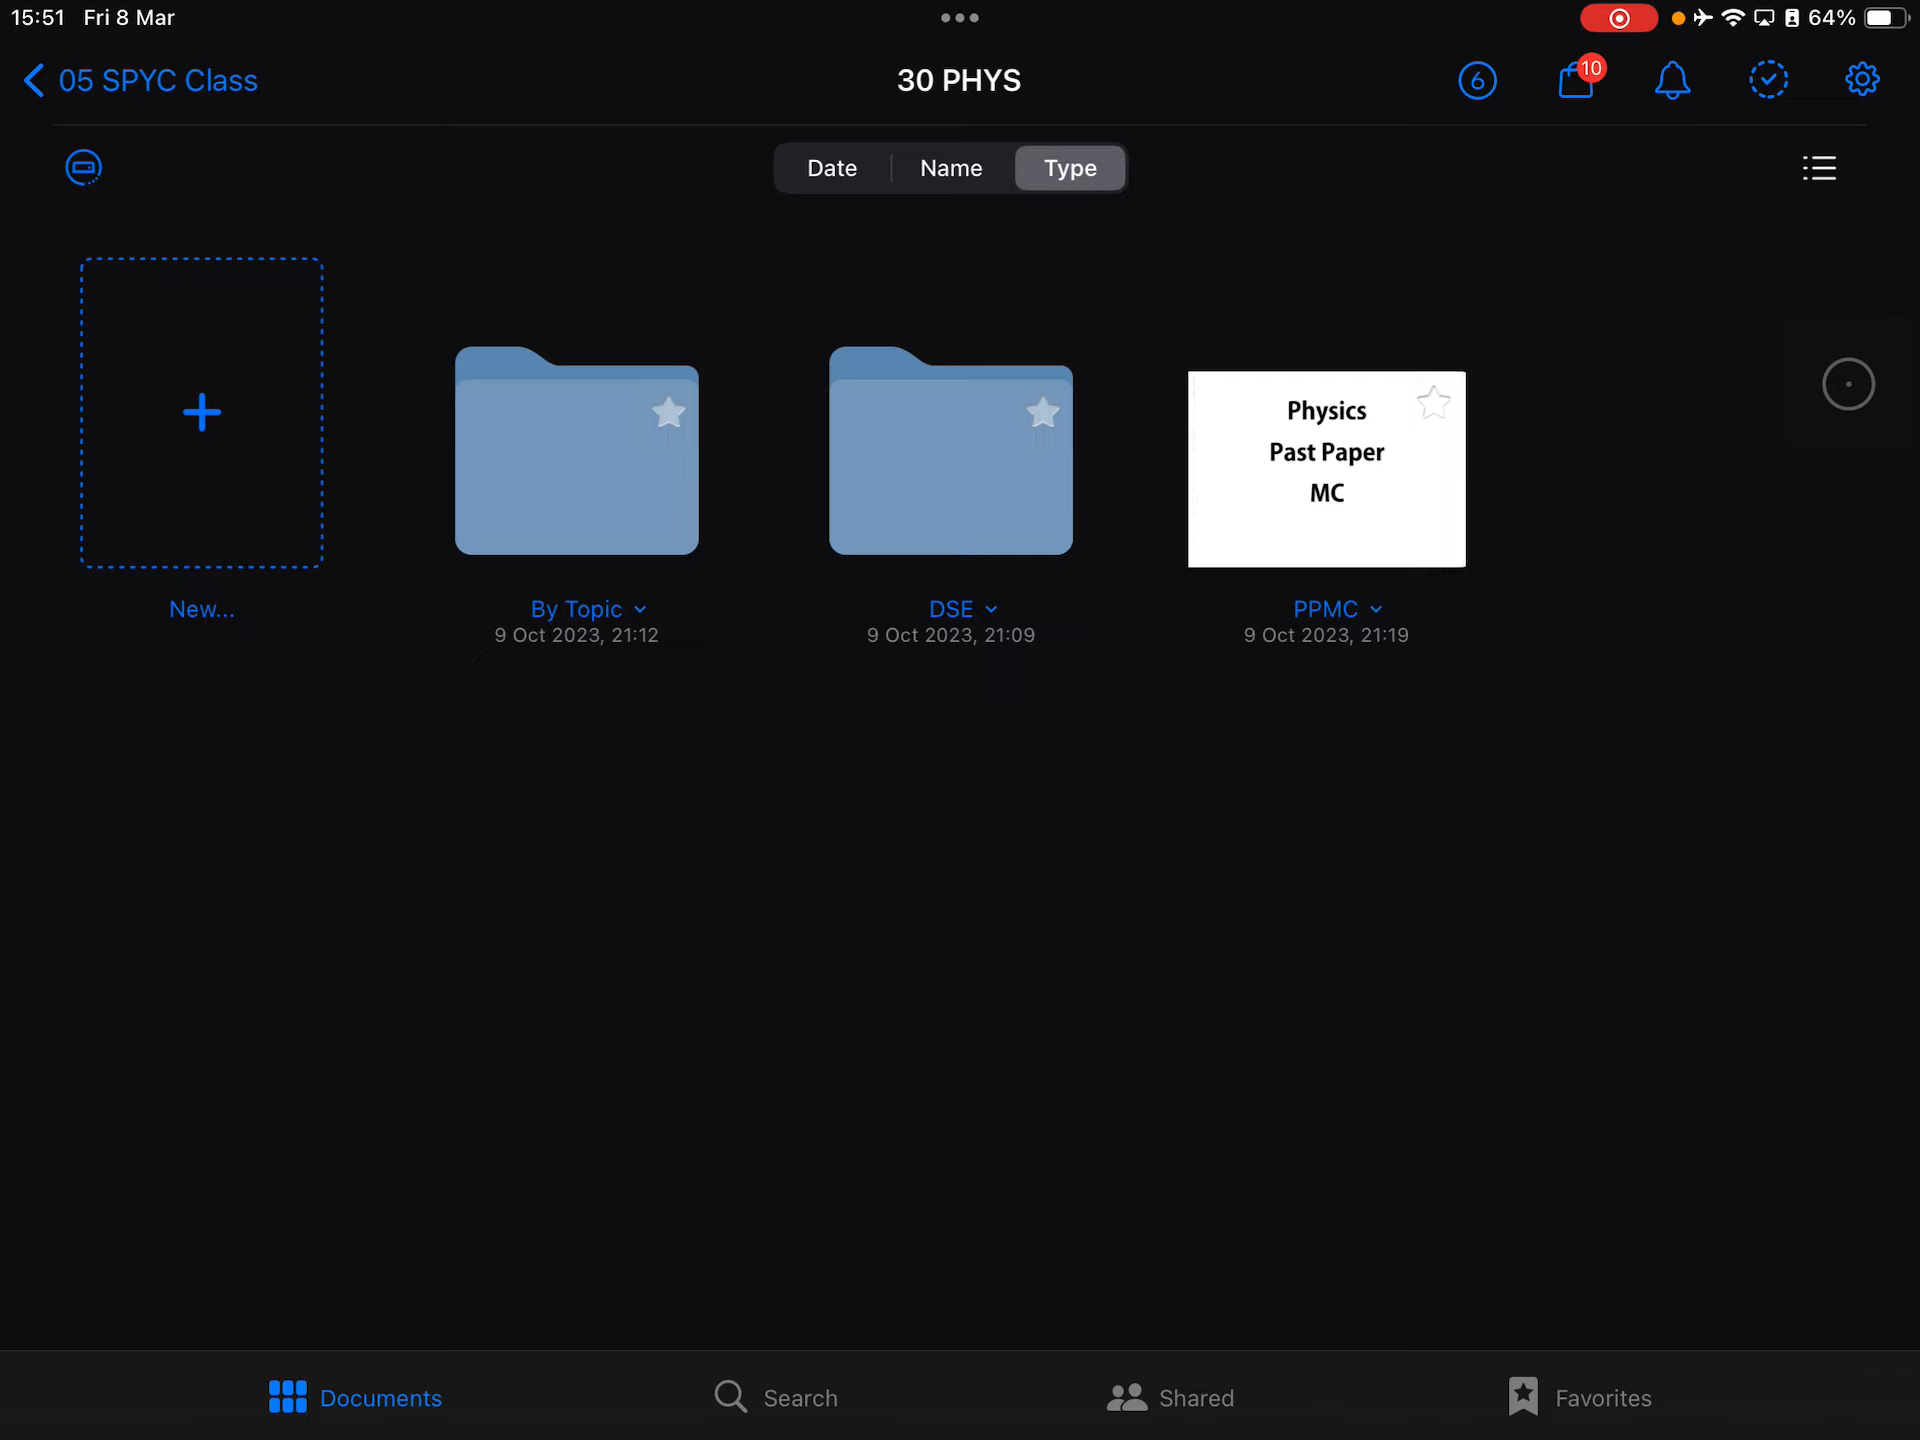 15:51 Fri 8 Mar
64%
05 SPYC Class
30 PHYS
6
10
Date
Name
Type
Physics
Past Paper
MC
New...
By Topic
9 Oct 2023, 21:12
DSE
9 Oct 2023, 21:09
PPMC
9 Oct 2023, 21:19
Documents
Search
Shared
Favorites